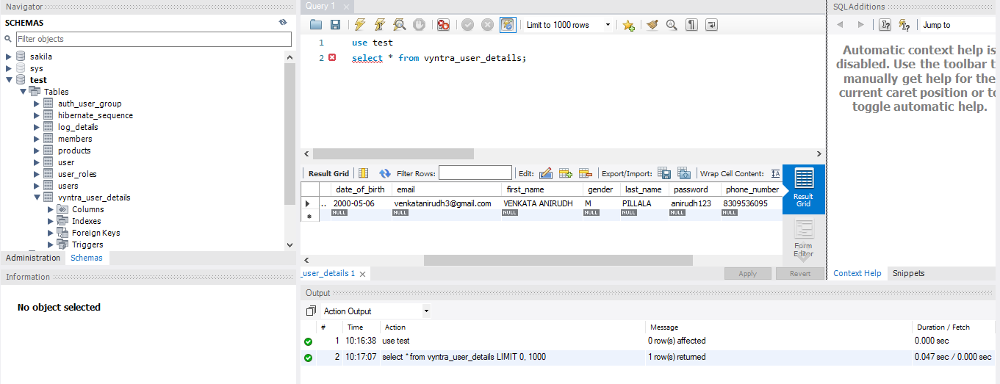 Navigator
SCHEMAS
Filter objects
sakila
sys
test
Tables
auth_user_group
hibernate_sequence
log_details
members
products
user
user_roles
users
vyntra_user_details
Columns
Indexes
Foreign Keys
Triggers
Administration Schemas
Information
No object selected
Query 1
Limit to 1000 rows
1 use test
2 select * from vyntra_user_details;
Result Grid Filter Rows: Edit: Export/Import: Wrap Cell Content:
date_of_birth email first_name gender last_name password phone_number
.. 2000-05-06 venkatanirudh3@gmail.com VENKATA ANIRUDH M PILLALA anirudh123 8309536095
NULL NULL NULL NULL NULL NULL NULL
Result
Grid
Form
Editor
_user_details 1 Apply Revert
Output
Action Output
# Time Action Message Duration / Fetch
1 10:16:38 use test 0 row(s) affected 0.000 sec
2 10:17:07 select * from vyntra_user_details LIMIT 0, 1000 1 row(s) returned 0.047 sec / 0.000 sec
SQLAdditions
Jump to
Automatic context help is
disabled. Use the toolbar t
manually get help for the
current caret position or to
toggle automatic help.
Context Help Snippets